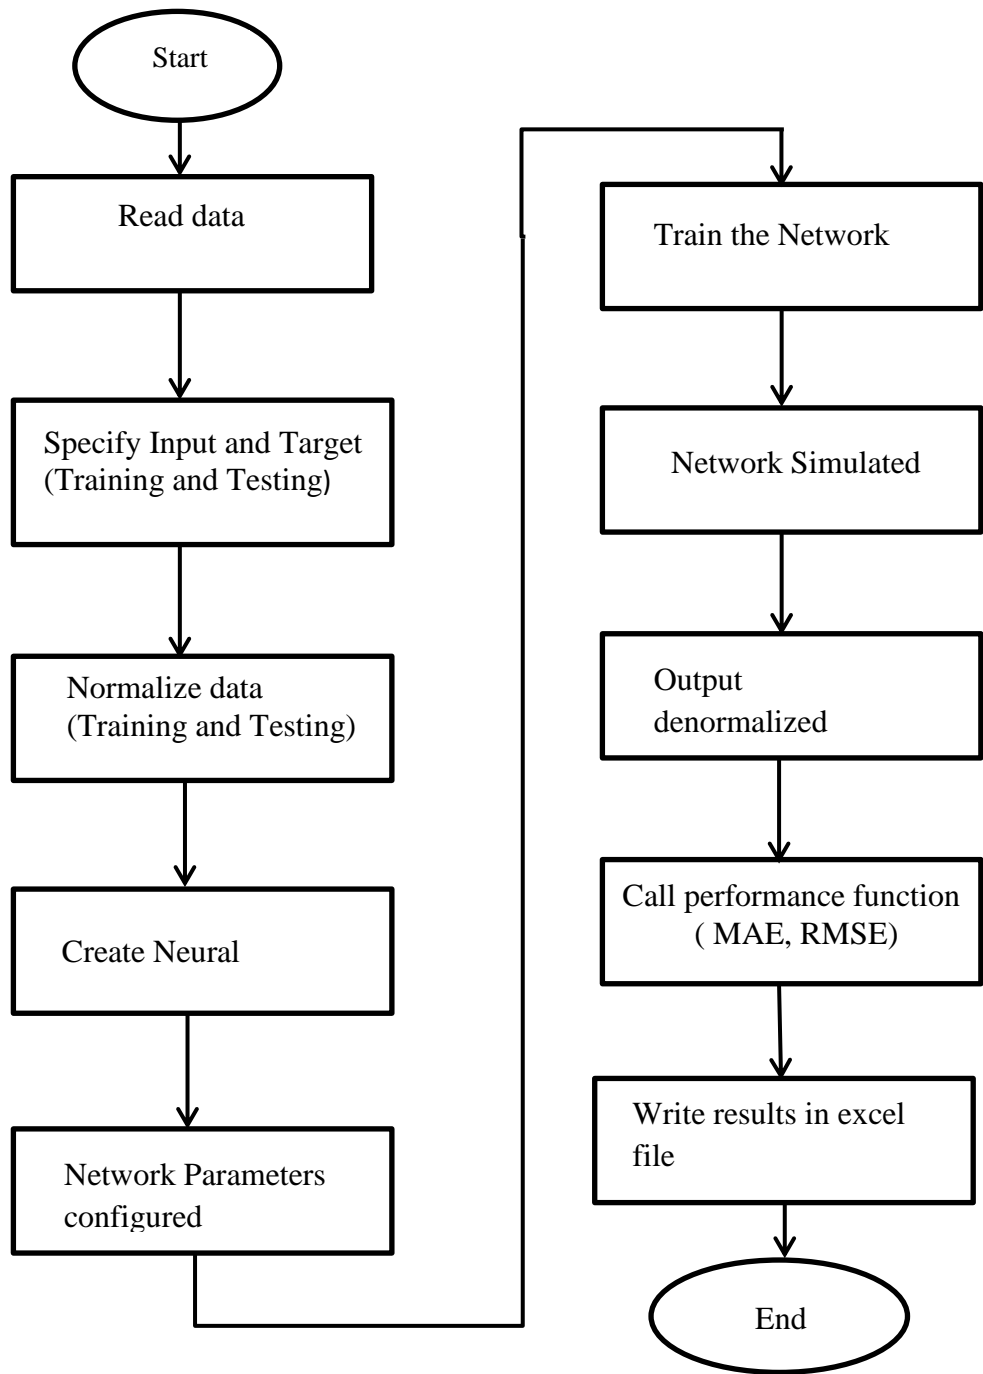 Start
Read data
Specify Input and Target
(Training and Testing)
Normalize data
(Training and Testing)
Create Neural
Network Parameters
configured
Train the Network
Network Simulated
Output
denormalized
Call performance function
( MAE, RMSE)
Write results in excel
file
End